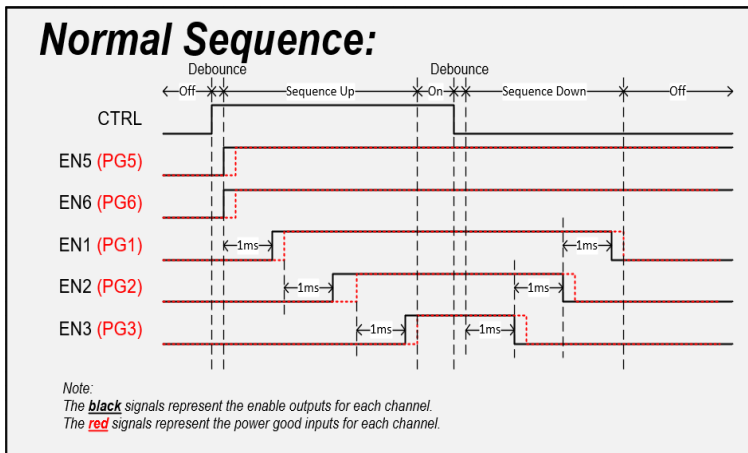 Normal Sequence:
Debounce Debounce
Off Sequence Up On Sequence Down Off
CTRL
EN5 (PG5)
EN6 (PG6)
EN1 (PG1) 1ms 1ms
EN2 (PG2) 1ms 1ms
EN3 (PG3) 1ms 1ms
Note:
The black signals represent the enable outputs for each channel.
The red signals represent the power good inputs for each channel.